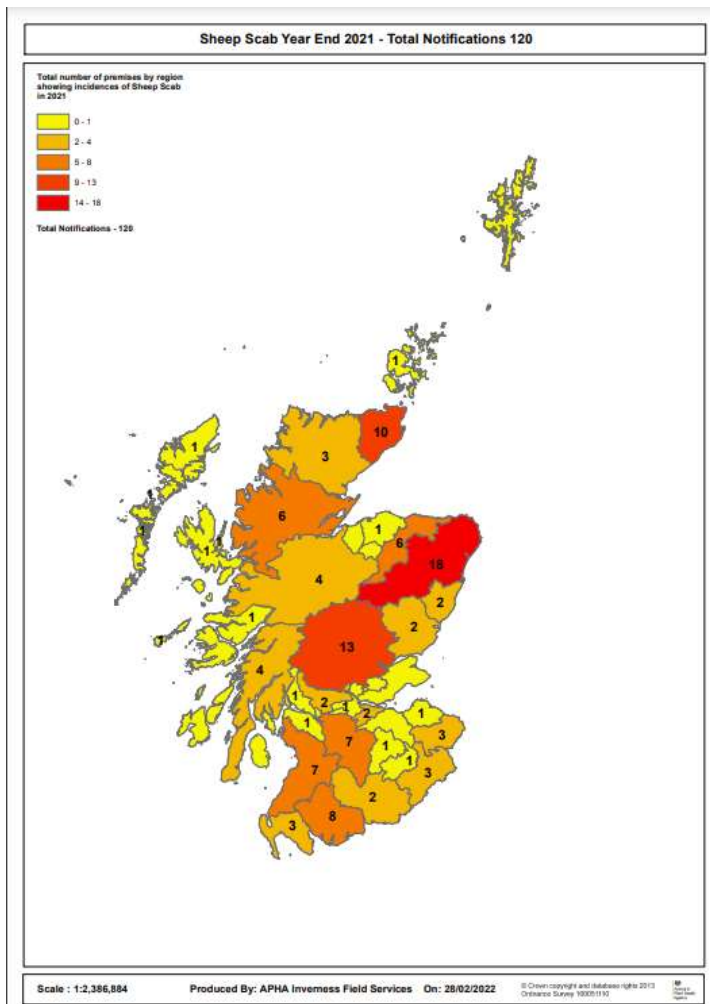 Sheep Scab Year End 2021 - Total Notifications 120
Total number of premises by region
showing incidences of Sheep Scab
in 2021
0 - 1
2 - 4
5 - 8
9 - 13
14 - 18
Total Notifications - 120
1
10
1
3
1
6
1
6
1
1
1
18
4
2
1
2
13
1
4
1
2
1
2
1
1
7
3
1
7
1
3
2
8
3
Scale : 1:2,386,884
Produced By: APHA Inverness Field Services
On: 28/02/2022
© Crown copyright and database rights 2013
Ordnance Survey 100051110